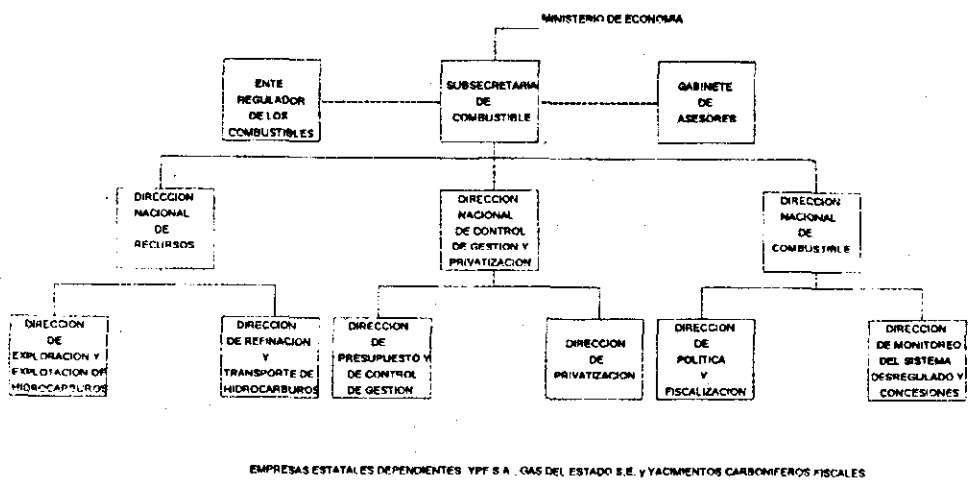 MINISTERIO DE ECONOMIA
ENTE
REGULADOR
DE LOS
COMBUSTIBLES
SUBSECRETARIA
DE
COMBUSTIBLE
GABINETE
DE
ASESORES
DIRECCION
NACIONAL
DE
RECURSOS
DIRECCION
NACIONAL
DE CONTROL
DE GESTION Y
PRIVATIZACION
DIRECCION
NACIONAL
DE
COMBUSTIBLE
DIRECCION
DE
EXPLORACION Y
EXPLOTACION DE
HIDROCARBUROS
DIRECCION
DE REFINACION
Y
TRANSPORTE DE
HIDROCARBUROS
DIRECCION
DE
PRESUPUESTO Y
DE CONTROL
DE GESTION
DIRECCION
DE
PRIVATIZACION
DIRECCION
DE
POLITICA
Y
FISCALIZACION
DIRECCION
DE MONITOREO
DEL SISTEMA
DESREGULADO Y
CONCESIONES
EMPRESAS ESTATALES DEPENDIENTES YPF S.A., GAS DEL ESTADO S.E. y YACIMIENTOS CARBONIFEROS FISCALES